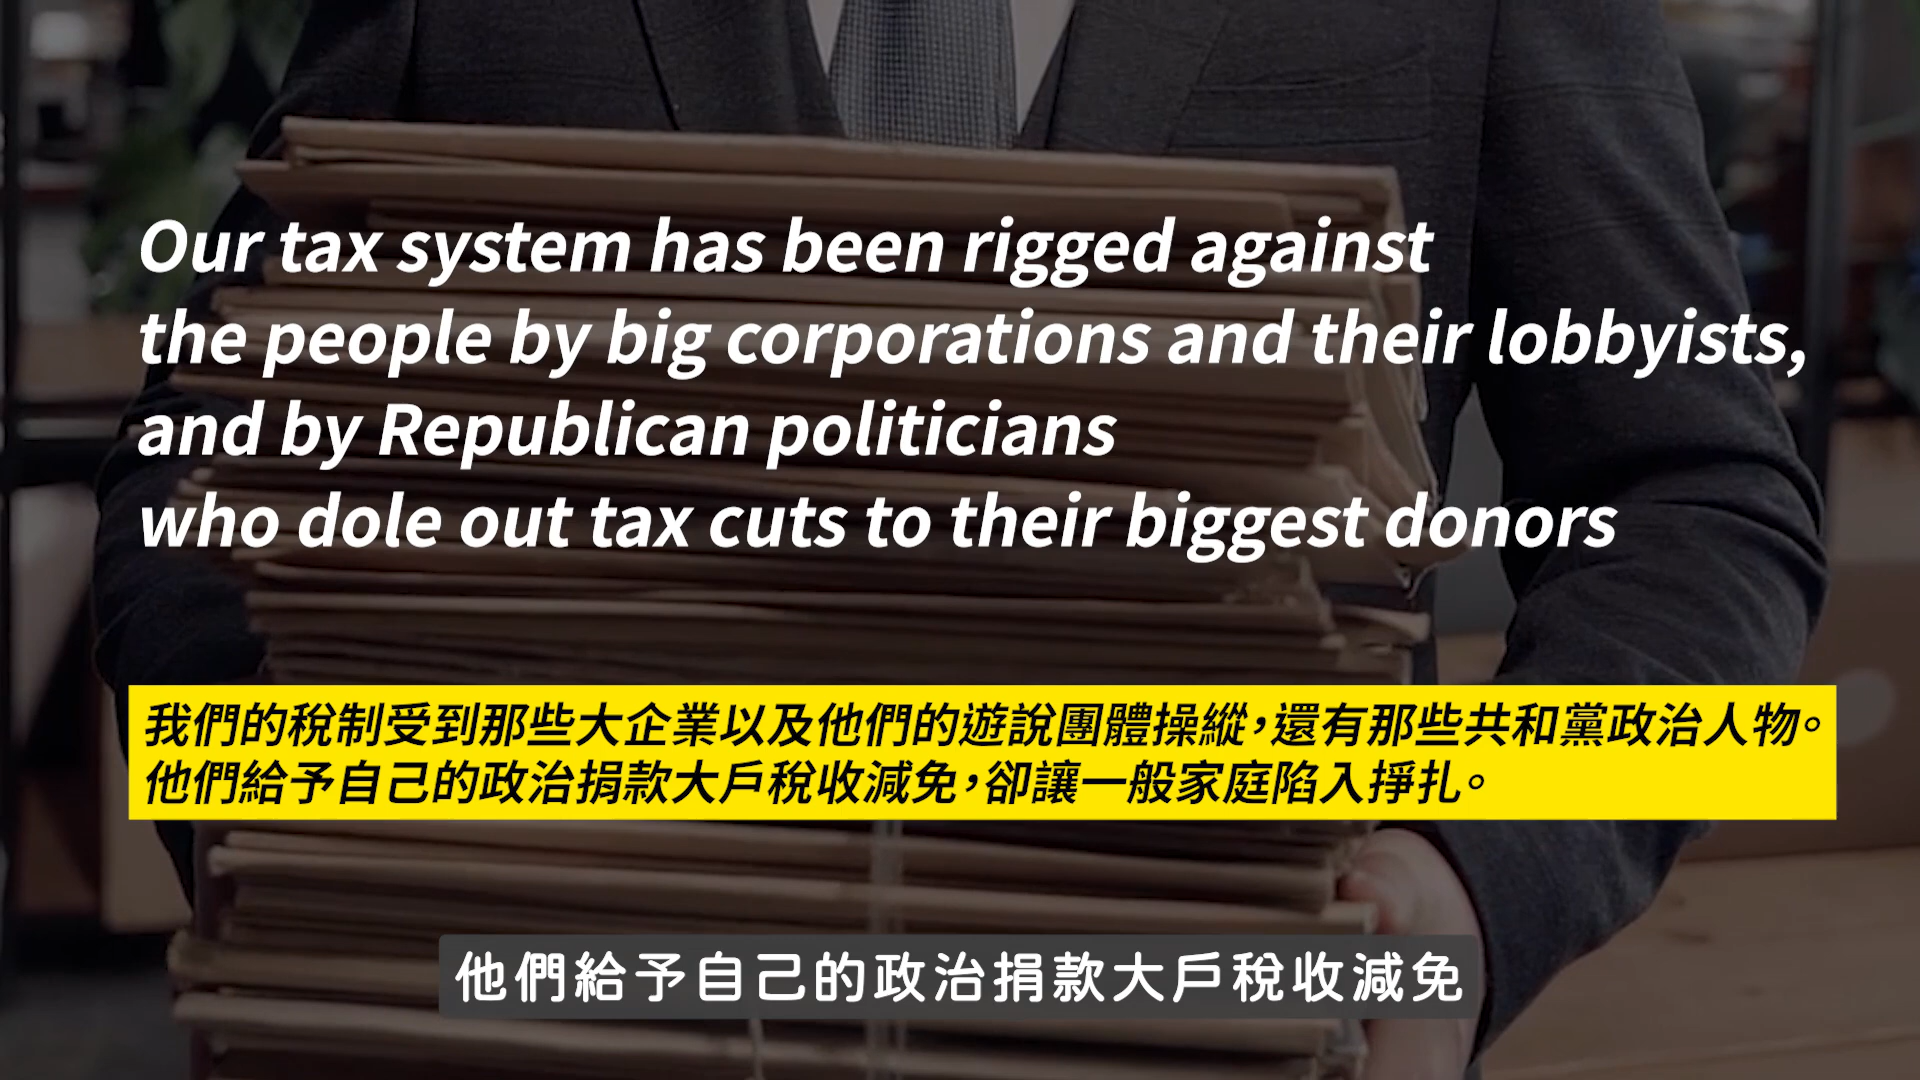 Our tax system has been rigged against
the people by big corporations and their lobbyists,
and by Republican politicians
who dole out tax cuts to their biggest donors
我們的稅制受到那些大企業以及他們的遊說團體操縱，還有那些共和黨政治人物。
他們給予自己的政治捐款大戶稅收減免，卻讓一般家庭陷入掙扎。
他們給予自己的政治捐款大戶稅收減免